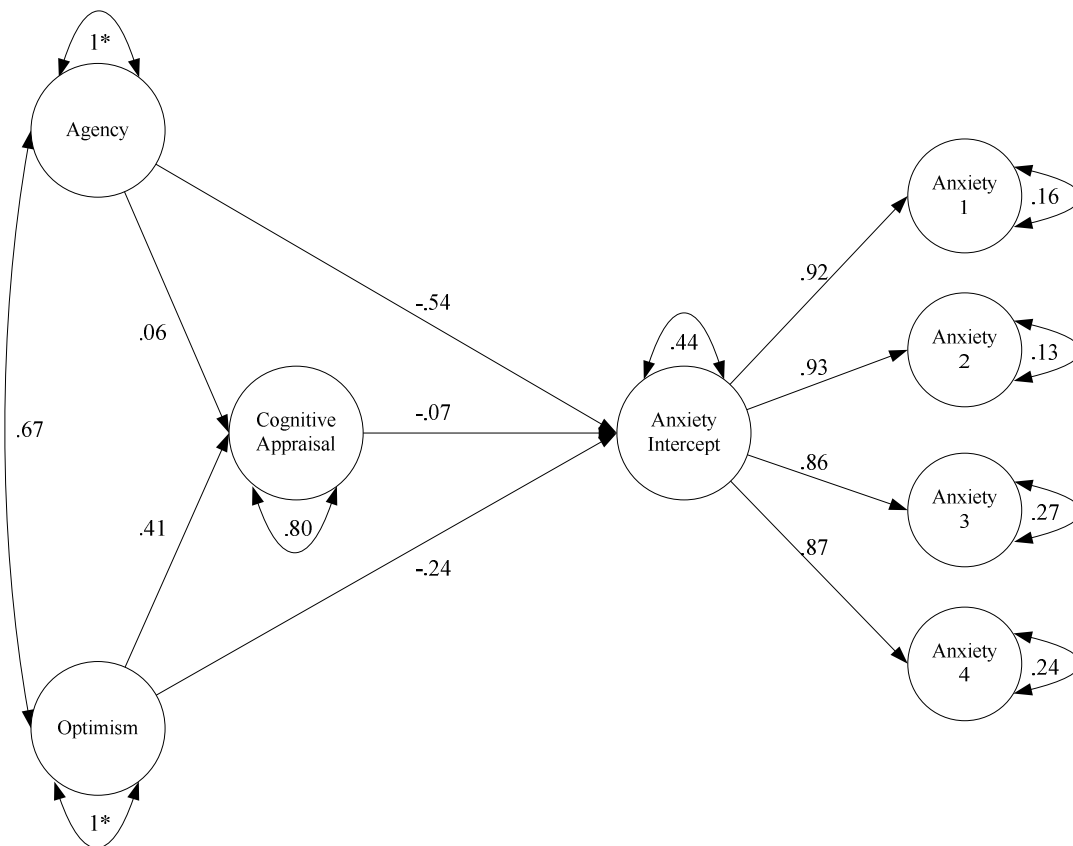 1*
Agency
Anxiety
1
.16
.92
-.54
.06
Anxiety
2
.13
.44
.93
.67
Cognitive
Appraisal
-.07
Anxiety
Intercept
.86
Anxiety
3
.27
.41
.80
-.24
.87
Anxiety
4
.24
Optimism
1*